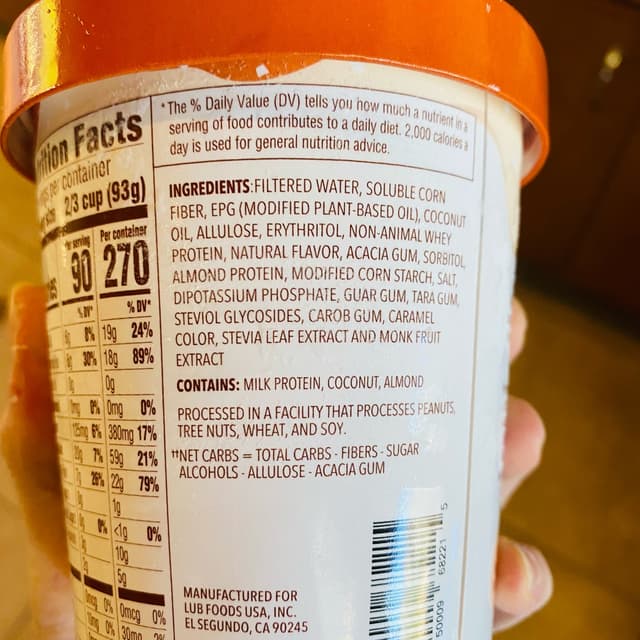 *The % Daily Value (DV) tells you how much a nutrient in a
serving of food contributes to a daily diet. 2,000 calories a
day is used for general nutrition advice.
Facts
per container
2/3 cup (93g)
Per serving Per container
90 270
% DV* % DV*
8% 19g 24%
30% 18g 89%
0g
0% 0mg 0%
6% 380mg 17%
7% 59g 21%
26% 22g 79%
1g
0% <1g 0%
10g
5g
0% 0mcg 0%
INGREDIENTS:FILTERED WATER, SOLUBLE CORN
FIBER, EPG (MODIFIED PLANT-BASED OIL), COCONUT
OIL, ALLULOSE, ERYTHRITOL, NON-ANIMAL WHEY
PROTEIN, NATURAL FLAVOR, ACACIA GUM, SORBITOL,
ALMOND PROTEIN, MODIFIED CORN STARCH, SALT,
DIPOTASSIUM PHOSPHATE, GUAR GUM, TARA GUM,
STEVIOL GLYCOSIDES, CAROB GUM, CARAMEL
COLOR, STEVIA LEAF EXTRACT AND MONK FRUIT
EXTRACT
CONTAINS: MILK PROTEIN, COCONUT, ALMOND
PROCESSED IN A FACILITY THAT PROCESSES PEANUTS,
TREE NUTS, WHEAT, AND SOY.
††NET CARBS = TOTAL CARBS - FIBERS - SUGAR
ALCOHOLS - ALLULOSE - ACACIA GUM
MANUFACTURED FOR
LUB FOODS USA, INC.
EL SEGUNDO, CA 90245
50009 68221 5